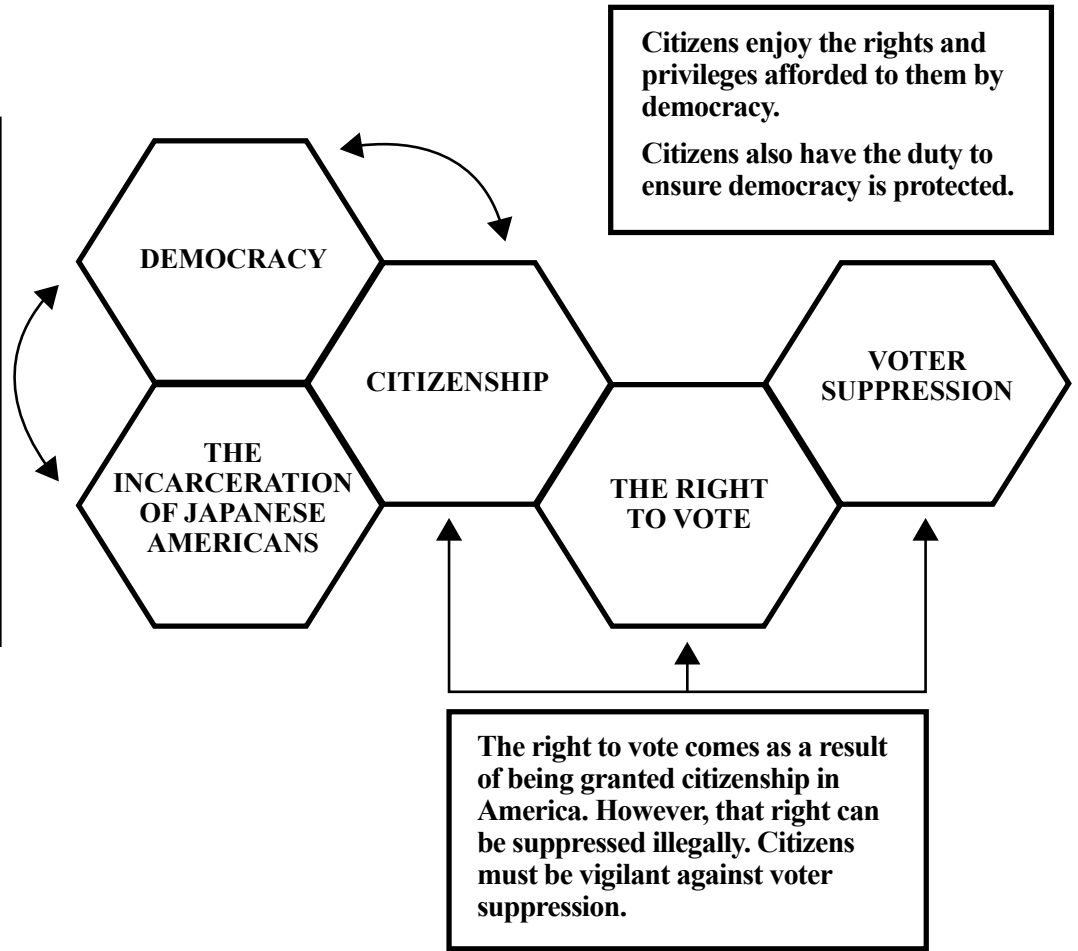 Citizens enjoy the rights and
privileges afforded to them by
democracy.
Citizens also have the duty to
ensure democracy is protected.
DEMOCRACY
CITIZENSHIP
VOTER
SUPPRESSION
THE
INCARCERATION
OF JAPANESE
AMERICANS
THE RIGHT
TO VOTE
The right to vote comes as a result
of being granted citizenship in
America. However, that right can
be suppressed illegally. Citizens
must be vigilant against voter
suppression.